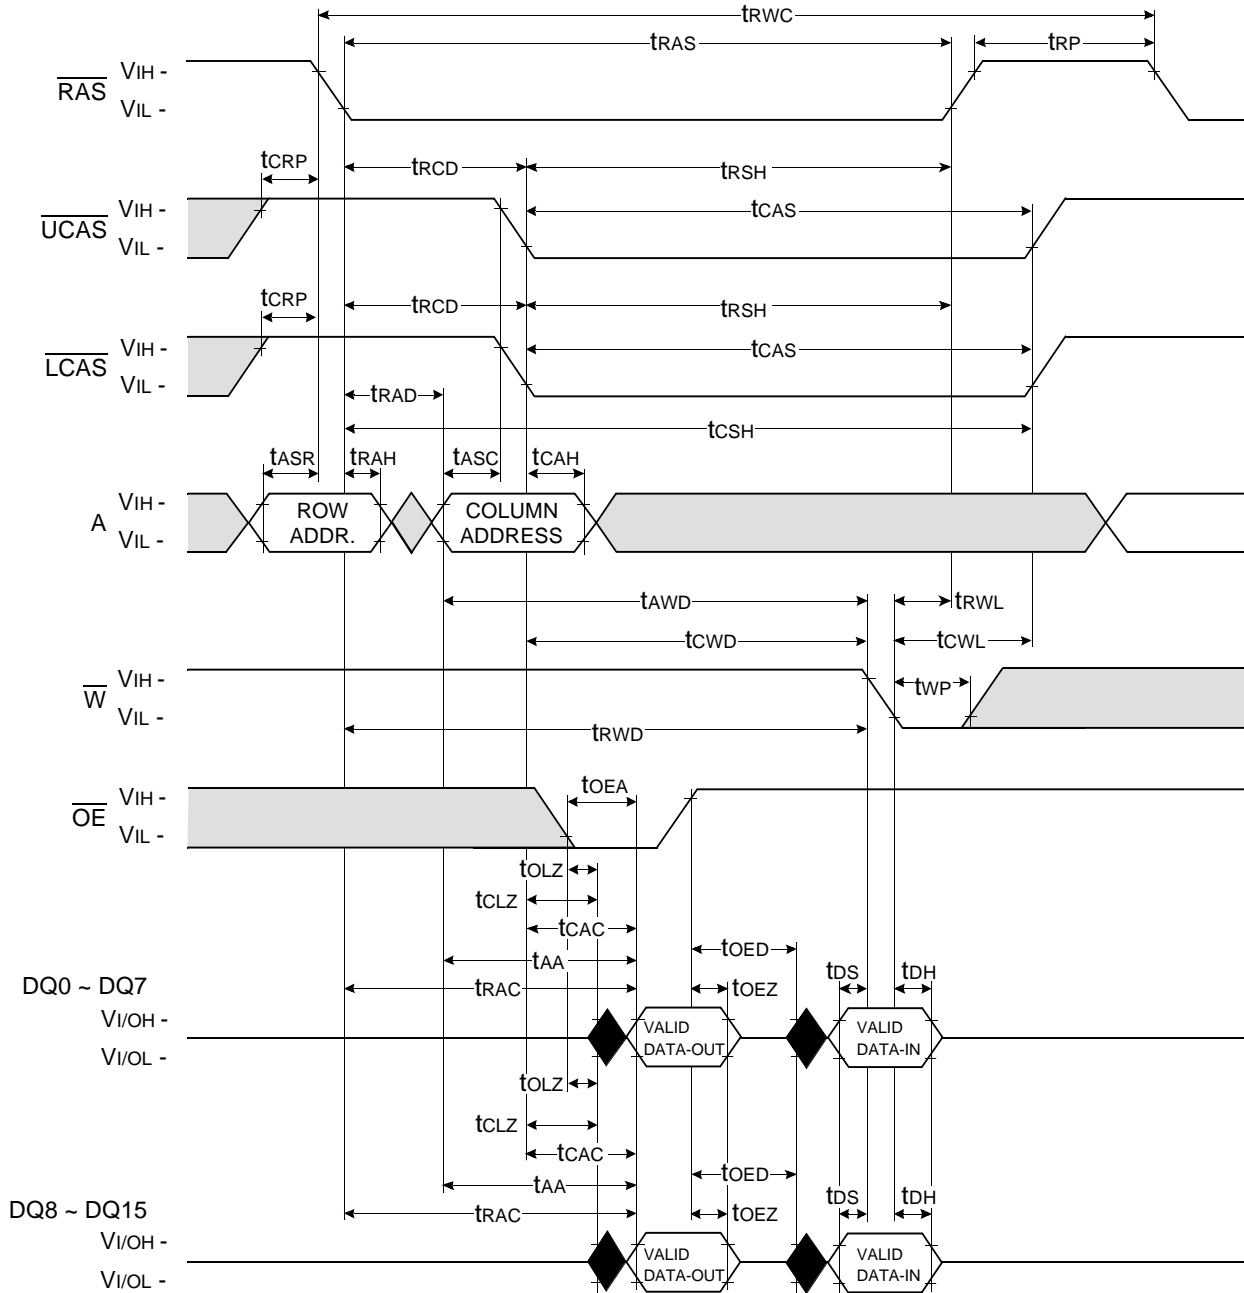 tRWC
tRAS tRP
RAS VIH -
VIL -
tCRP tRCD tRSH
UCAS VIH -
VIL -
tCAS
tCRP tRCD tRSH
LCAS VIH -
VIL -
tCAS
tRAD
tCSH
tASR tRAH tASC tCAH
A VIH -
VIL -
ROW
ADDR.
COLUMN
ADDRESS
tAWD tRWL
tCWD tCWL
W VIH -
VIL -
tWP
tRWD
OE VIH -
VIL -
tOEA
tOLZ
tCLZ
tCAC
tOED
tAA
tDS tDH
DQ0 ~ DQ7
tRAC tOEZ
VI/OH -
VI/OL -
VALID
DATA-OUT
VALID
DATA-IN
tOLZ
tCLZ
tCAC
tOED
tAA
tDS tDH
DQ8 ~ DQ15
tRAC tOEZ
VI/OH -
VI/OL -
VALID
DATA-OUT
VALID
DATA-IN